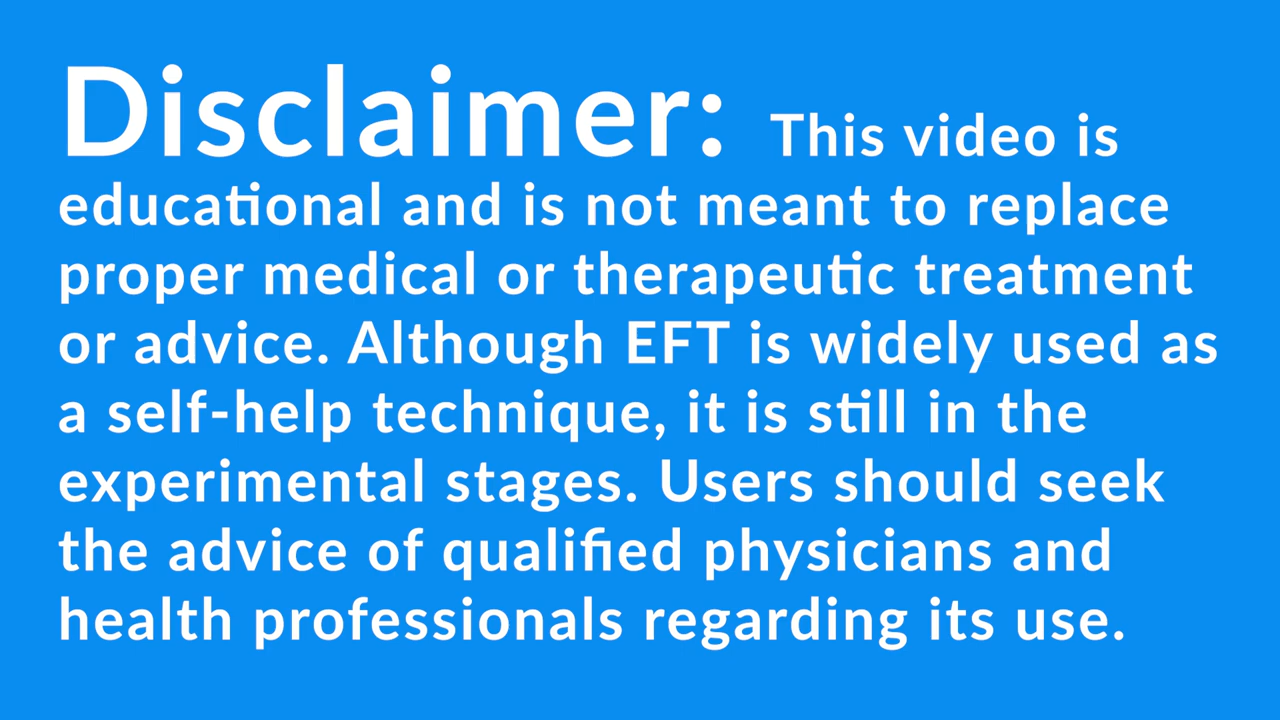 Disclaimer: This video is
educational and is not meant to replace
proper medical or therapeutic treatment
or advice. Although EFT is widely used as
a self-help technique, it is still in the
experimental stages. Users should seek
the advice of qualified physicians and
health professionals regarding its use.